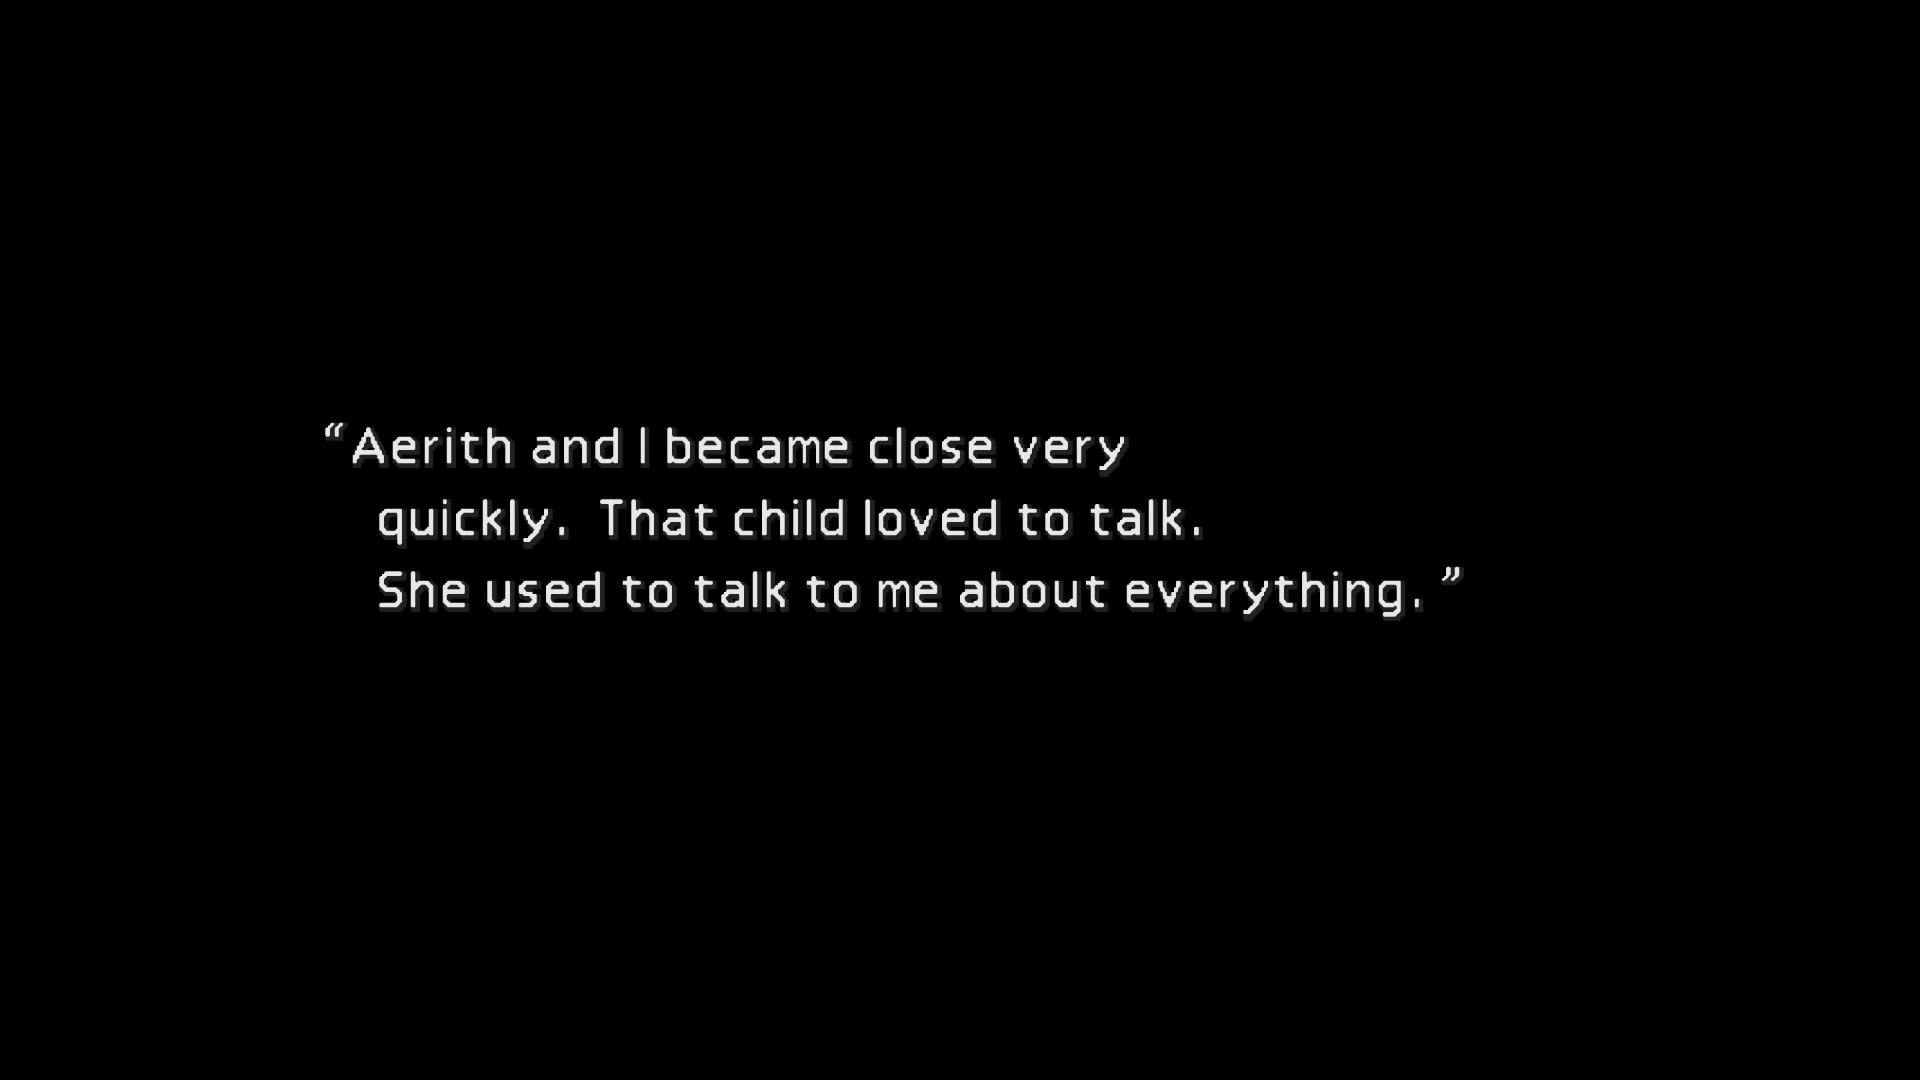 “Aerith and I became close very
quickly. That child loved to talk.
She used to talk to me about everything.”